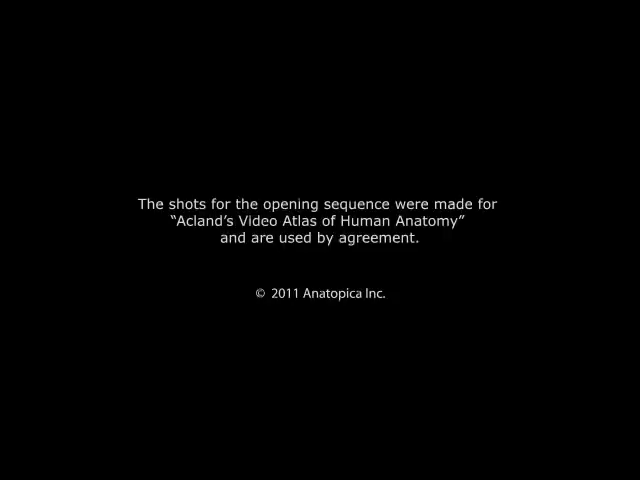 The shots for the opening sequence were made for
“Acland’s Video Atlas of Human Anatomy”
and are used by agreement.
© 2011 Anatopica Inc.